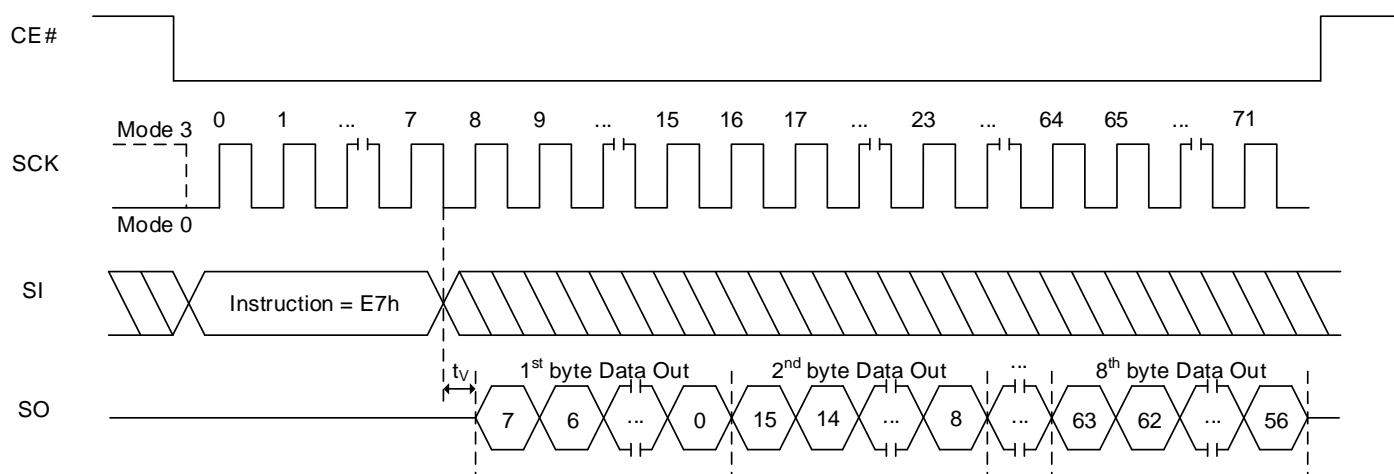 CE#
0 1 ... 7 8 9 ... 15 16 17 ... 23 ... 64 65 ... 71
Mode 3
SCK
Mode 0
SI
Instruction = E7h
tV 1st byte Data Out 2nd byte Data Out ... 8th byte Data Out
SO
7 6 ... 0 15 14 ... 8 ... 63 62 ... 56